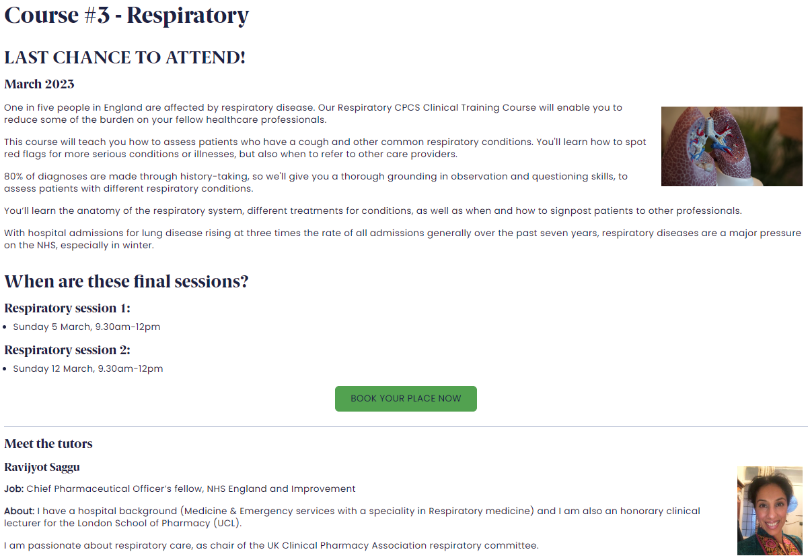 Course #3 - Respiratory
LAST CHANCE TO ATTEND!
March 2023
One in five people in England are affected by respiratory disease. Our Respiratory CPCS Clinical Training Course will enable you to
reduce some of the burden on your fellow healthcare professionals.
This course will teach you how to assess patients who have a cough and other common respiratory conditions. You'll learn how to spot
red flags for more serious conditions or illnesses, but also when to refer to other care providers.
80% of diagnoses are made through history-taking, so we'll give you a thorough grounding in observation and questioning skills, to
assess patients with different respiratory conditions.
You'll learn the anatomy of the respiratory system, different treatments for conditions, as well as when and how to signpost patients to other professionals.
With hospital admissions for lung disease rising at three times the rate of all admissions generally over the past seven years, respiratory diseases are a major pressure
on the NHS, especially in winter.
When are these final sessions?
Respiratory session 1:
• Sunday 5 March, 9.30am-12pm
Respiratory session 2:
• Sunday 12 March, 9.30am-12pm
BOOK YOUR PLACE NOW
Meet the tutors
Ravijyot Saggu
Job: Chief Pharmaceutical Officer's fellow, NHS England and Improvement
About: I have a hospital background (Medicine & Emergency services with a speciality in Respiratory medicine) and I am also an honorary clinical
lecturer for the London School of Pharmacy (UCL).
I am passionate about respiratory care, as chair of the UK Clinical Pharmacy Association respiratory committee.